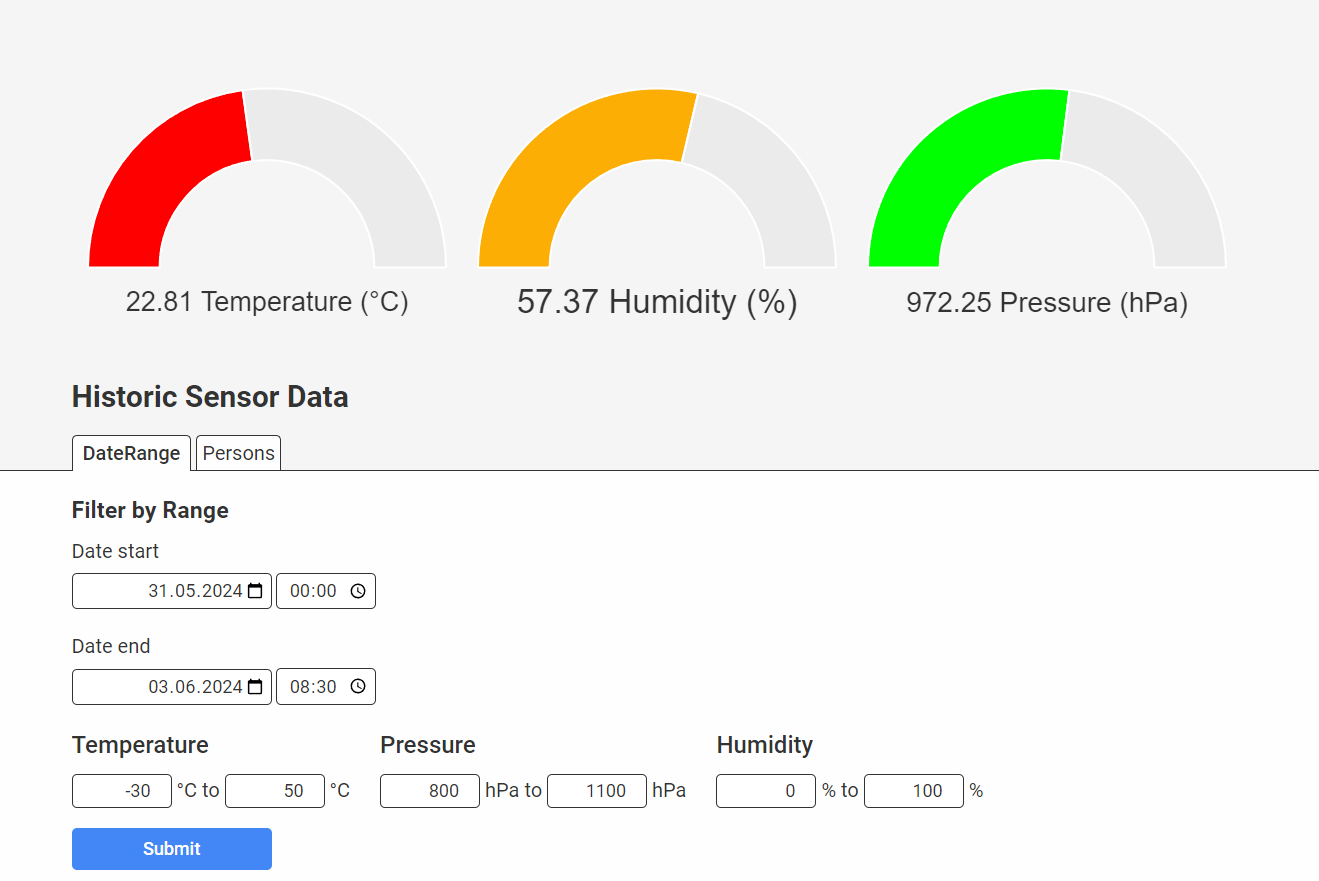 22.81 Temperature (°C) 57.37 Humidity (%) 972.25 Pressure (hPa)
Historic Sensor Data
DateRange Persons
Filter by Range
Date start
31.05.2024 00:00
Date end
03.06.2024 08:30
Temperature Pressure Humidity
-30 °C to 50 °C 800 hPa to 1100 hPa 0 % to 100 %
Submit